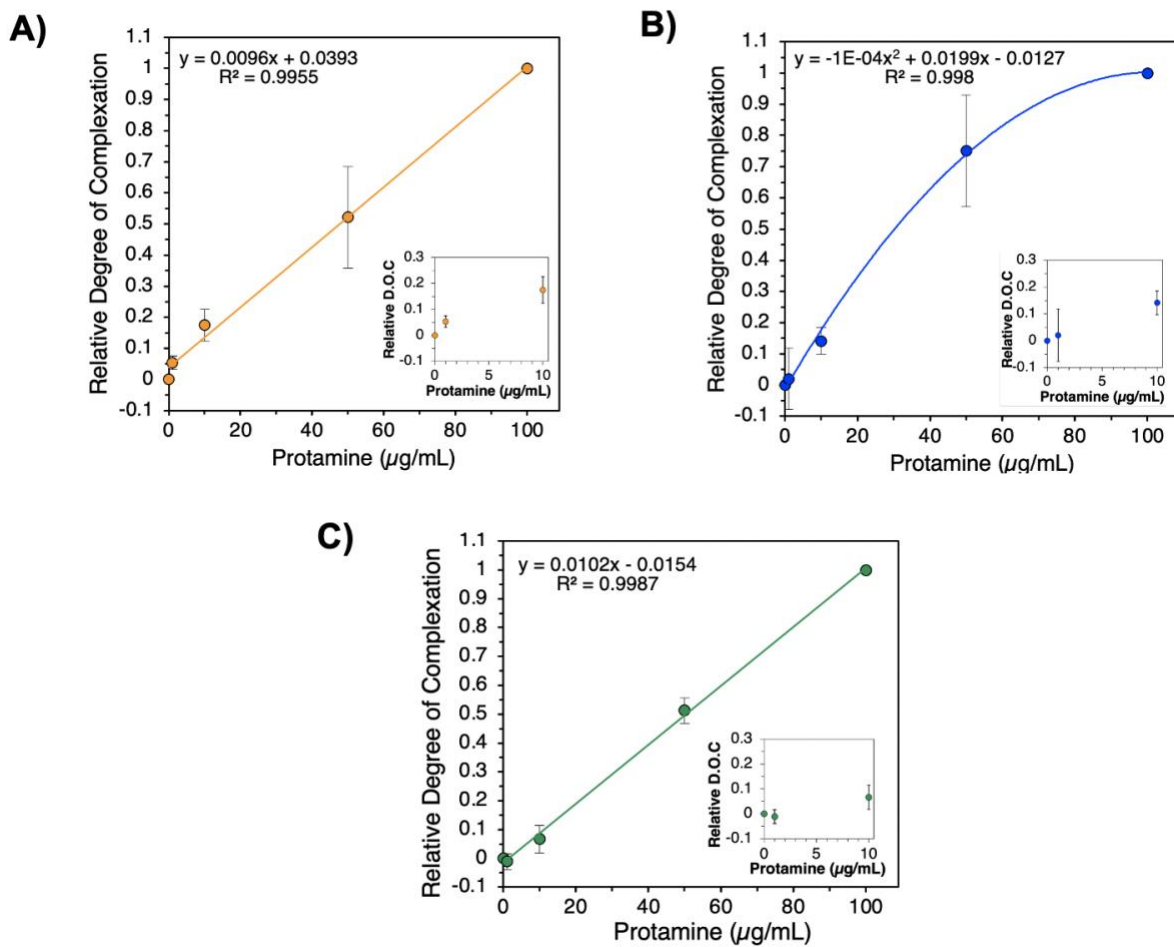 A)
y = 0.0096x + 0.0393
R² = 0.9955
Relative Degree of Complexation
1.1
1
0.9
0.8
0.7
0.6
0.5
0.4
0.3
0.2
0.1
0
-0.1
0 20 40 60 80 100
Protamine (µg/mL)
Relative D.O.C
0.3
0.2
0.1
0
-0.1
0 5 10
Protamine (µg/mL)
B)
y = -1E-04x² + 0.0199x - 0.0127
R² = 0.998
Relative Degree of Complexation
1.1
1
0.9
0.8
0.7
0.6
0.5
0.4
0.3
0.2
0.1
0
-0.1
0 20 40 60 80 100
Protamine (µg/mL)
Relative D.O.C
0.3
0.2
0.1
0
-0.1
0 5 10
Protamine (µg/mL)
C)
y = 0.0102x - 0.0154
R² = 0.9987
Relative Degree of Complexation
1.1
1
0.9
0.8
0.7
0.6
0.5
0.4
0.3
0.2
0.1
0
-0.1
0 20 40 60 80 100
Protamine (µg/mL)
Relative D.O.C
0.3
0.2
0.1
0
-0.1
0 5 10
Protamine (µg/mL)